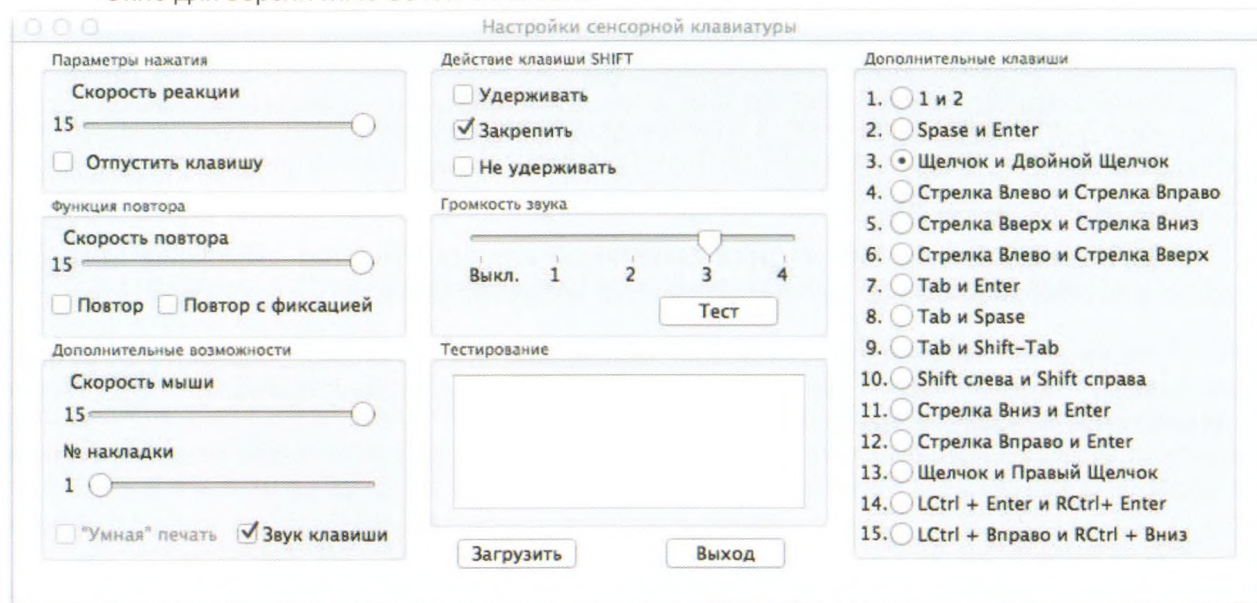 Настройки сенсорной клавиатуры
Параметры нажатия
Скорость реакции
15
Отпустить клавишу
Функция повтора
Скорость повтора
15
Повтор Повтор с фиксацией
Дополнительные возможности
Скорость мыши
15
№ накладки
1
"Умная" печать Звук клавиши
Действие клавиши SHIFT
Удерживать
Закрепить
Не удерживать
Громкость звука
Выкл. 1 2 3 4
Тест
Тестирование
Загрузить Выход
Дополнительные клавиши
1. 1 и 2
2. Spase и Enter
3. Щелчок и Двойной Щелчок
4. Стрелка Влево и Стрелка Вправо
5. Стрелка Вверх и Стрелка Вниз
6. Стрелка Влево и Стрелка Вверх
7. Tab и Enter
8. Tab и Spase
9. Tab и Shift-Tab
10. Shift слева и Shift справа
11. Стрелка Вниз и Enter
12. Стрелка Вправо и Enter
13. Щелчок и Правый Щелчок
14. LCtrl + Enter и RCtrl+ Enter
15. LCtrl + Вправо и RCtrl + Вниз